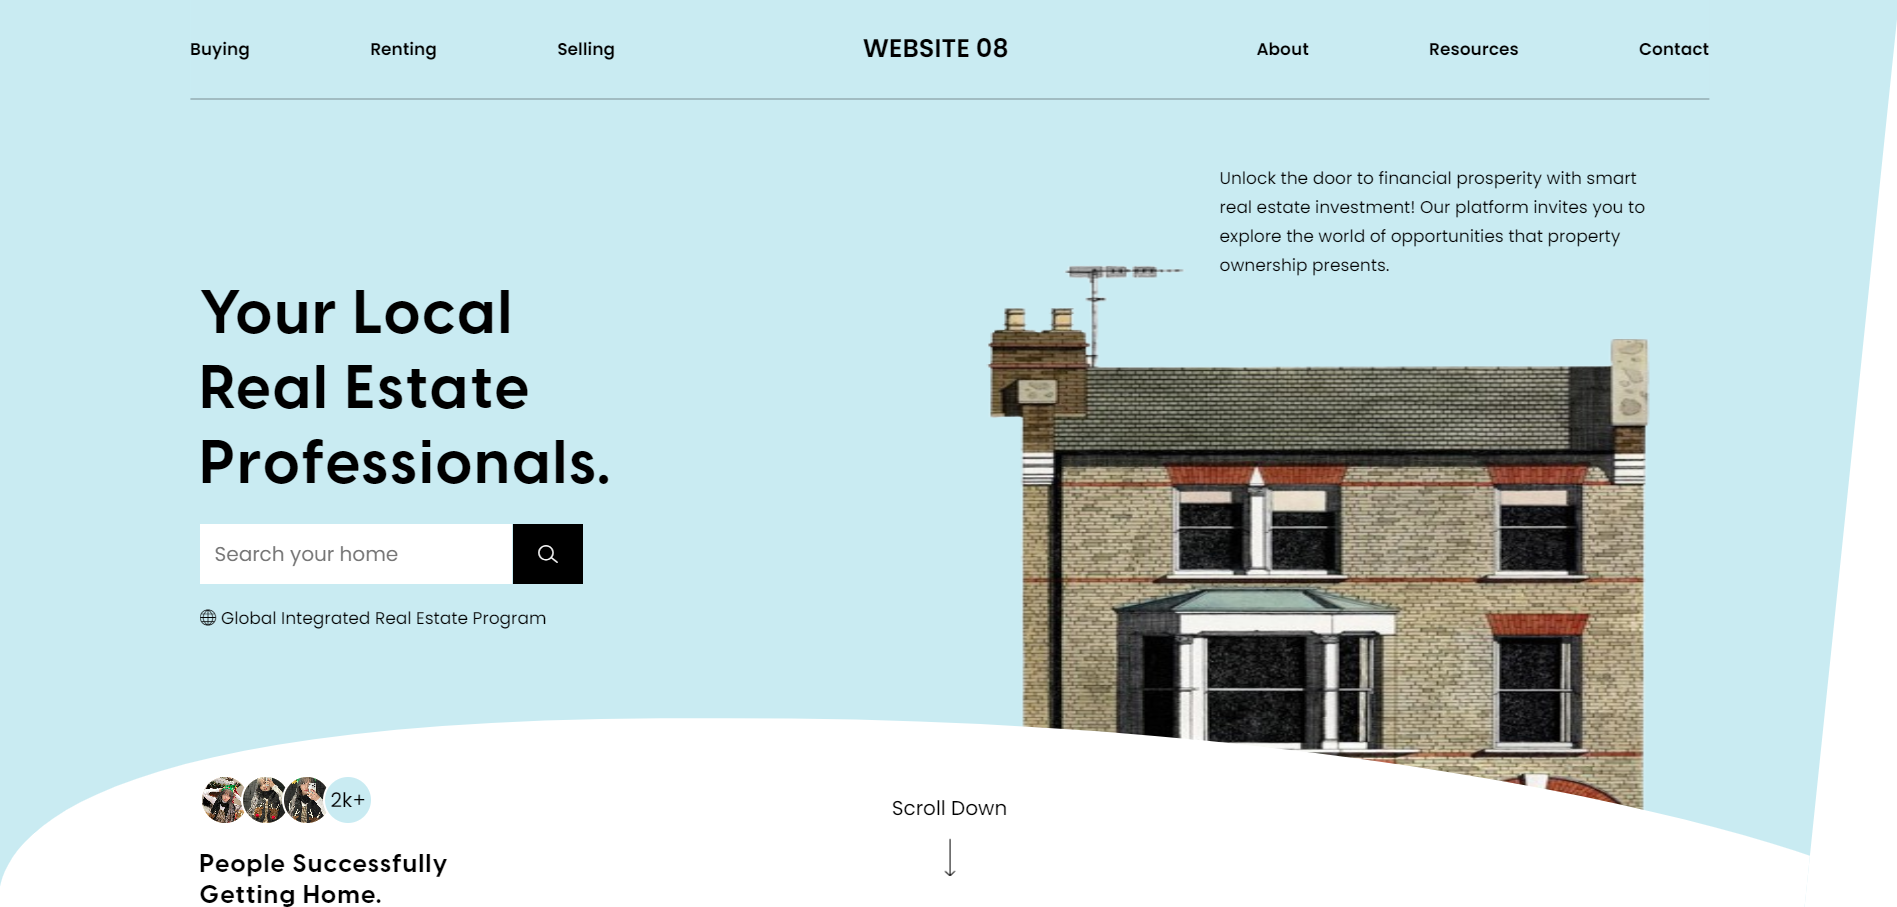 Buying
Renting
Selling
WEBSITE 08
About
Resources
Contact
Unlock the door to financial prosperity with smart
real estate investment! Our platform invites you to
explore the world of opportunities that property
ownership presents.
Your Local
Real Estate
Professionals.
Search your home
Global Integrated Real Estate Program
2k+
People Successfully
Getting Home.
Scroll Down